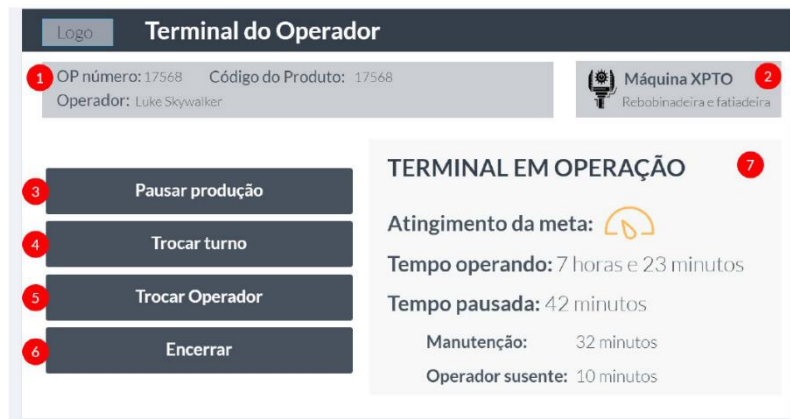 Logo Terminal do Operador
1 OP número: 17568 Código do Produto: 17568
Operador: Luke Skywalker
Máquina XPTO 2
Rebobinadeira e fatiadeira
3 Pausar produção
4 Trocar turno
5 Trocar Operador
6 Encerrar
TERMINAL EM OPERAÇÃO 7
Atingimento da meta:
Tempo operando: 7 horas e 23 minutos
Tempo pausada: 42 minutos
Manutenção: 32 minutos
Operador susente: 10 minutos